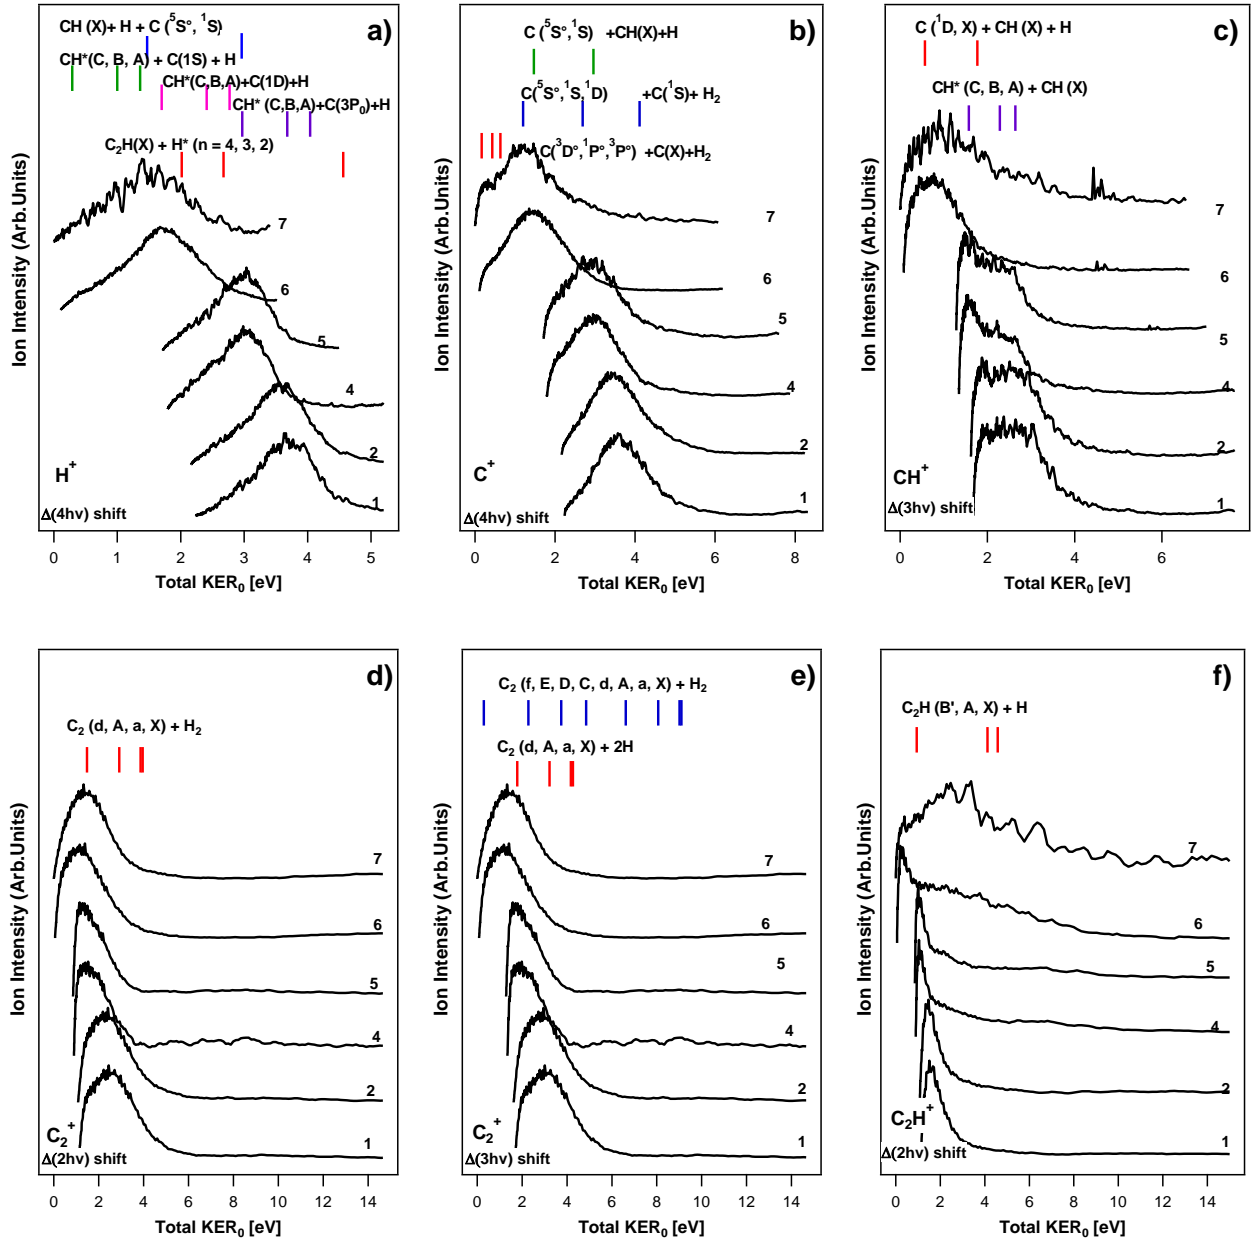 a)
CH (X)+ H + C (⁵S°, ¹S)
CH*(C, B, A) + C(1S) + H
CH*(C,B,A)+C(1D)+H
CH* (C,B,A)+C(3P₀)+H
C₂H(X) + H* (n = 4, 3, 2)
7
6
5
4
2
1
H⁺
Δ(4hν) shift
Ion Intensity (Arb.Units)
0 1 2 3 4 5
Total KER₀ [eV]
b)
C (⁵S°, ¹S) +CH(X)+H
C(⁵S°, ¹S, ¹D) +C(¹S)+ H₂
C(³D°, ¹P°, ³P°) +C(X)+H₂
7
6
5
4
2
1
C⁺
Δ(4hν) shift
Ion Intensity (Arb.Units)
0 2 4 6 8
Total KER₀ [eV]
c)
C (¹D, X) + CH (X) + H
CH* (C, B, A) + CH (X)
7
6
5
4
2
1
CH⁺
Δ(3hν) shift
Ion Intensity (Arb.Units)
0 2 4 6
Total KER₀ [eV]
d)
C₂ (d, A, a, X) + H₂
7
6
5
4
2
1
C₂⁺
Δ(2hν) shift
Ion Intensity (Arb.Units)
0 2 4 6 8 10 12 14
Total KER₀ [eV]
e)
C₂ (f, E, D, C, d, A, a, X) + H₂
C₂ (d, A, a, X) + 2H
7
6
5
4
2
1
C₂⁺
Δ(3hν) shift
Ion Intensity (Arb.Units)
0 2 4 6 8 10 12 14
Total KER₀ [eV]
f)
C₂H (B', A, X) + H
7
6
5
4
2
1
C₂H⁺
Δ(2hν) shift
Ion Intensity (Arb.Units)
0 2 4 6 8 10 12 14
Total KER₀ [eV]